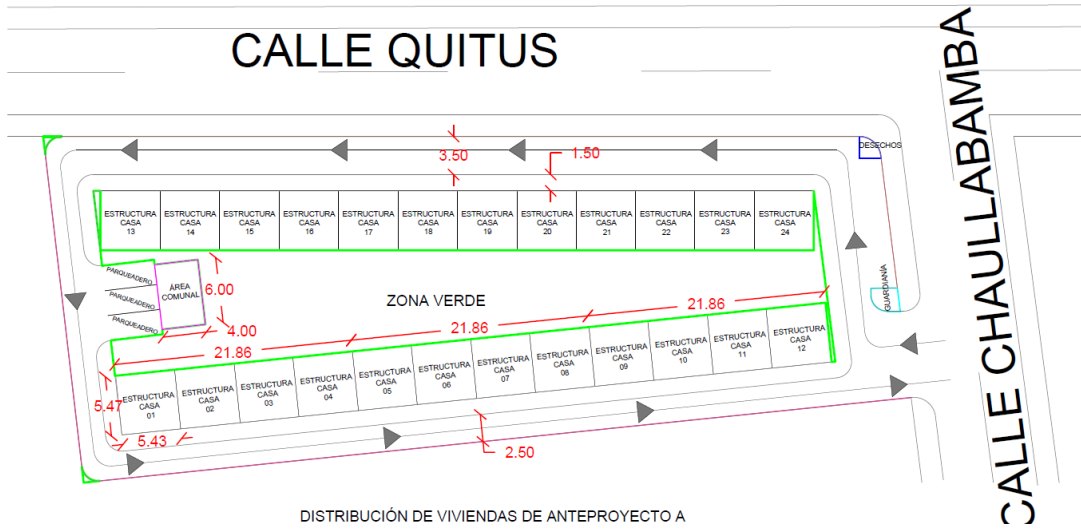 CALLE QUITUS
CALLE CHAULLABAMBA
DESECHOS
3.50
1.50
ESTRUCTURA
CASA
13
ESTRUCTURA
CASA
14
ESTRUCTURA
CASA
15
ESTRUCTURA
CASA
16
ESTRUCTURA
CASA
17
ESTRUCTURA
CASA
18
ESTRUCTURA
CASA
19
ESTRUCTURA
CASA
20
ESTRUCTURA
CASA
21
ESTRUCTURA
CASA
22
ESTRUCTURA
CASA
23
ESTRUCTURA
CASA
24
PARQUEADERO
PARQUEADERO
PARQUEADERO
ÁREA
COMUNAL
6.00
4.00
ZONA VERDE
GUARDIANÍA
21.86
21.86
21.86
ESTRUCTURA
CASA
01
ESTRUCTURA
CASA
02
ESTRUCTURA
CASA
03
ESTRUCTURA
CASA
04
ESTRUCTURA
CASA
05
ESTRUCTURA
CASA
06
ESTRUCTURA
CASA
07
ESTRUCTURA
CASA
08
ESTRUCTURA
CASA
09
ESTRUCTURA
CASA
10
ESTRUCTURA
CASA
11
ESTRUCTURA
CASA
12
5.47
5.43
2.50
CALLE CHAULLABAMBA
DISTRIBUCIÓN DE VIVIENDAS DE ANTEPROYECTO A